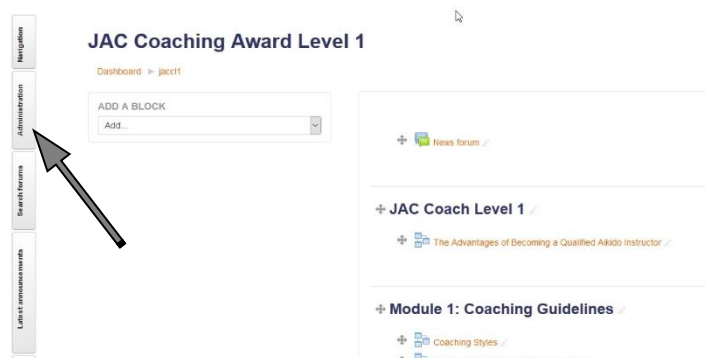 Navigation
Administration
Search forums
Latest announcements
JAC Coaching Award Level 1
Dashboard ► jaccl1
ADD A BLOCK
Add...
News forum
JAC Coach Level 1
The Advantages of Becoming a Qualified Aikido Instructor
Module 1: Coaching Guidelines
Coaching Styles